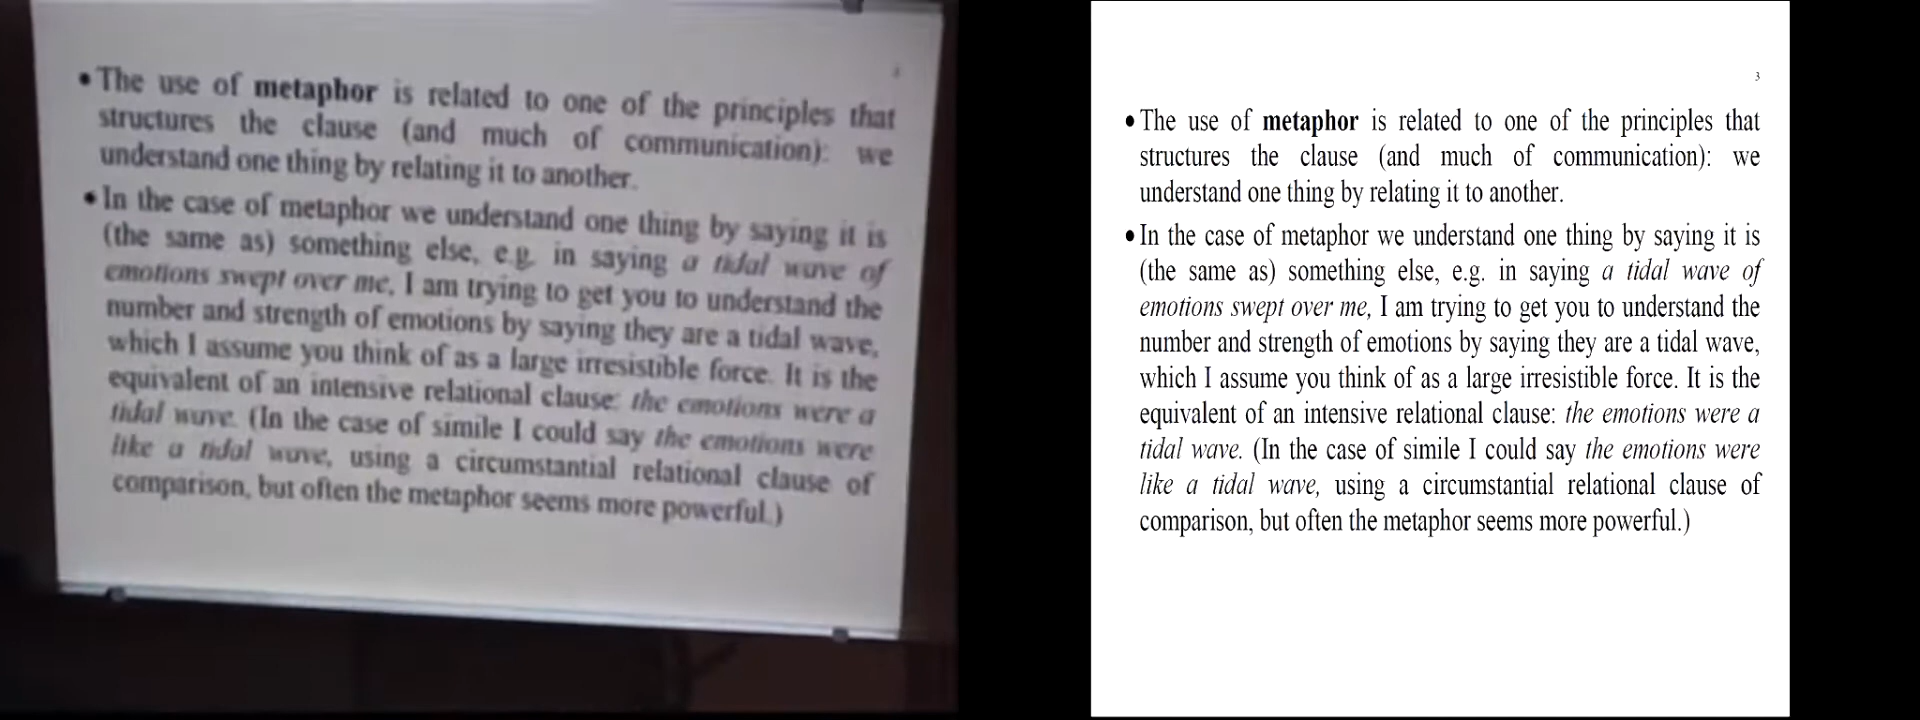 • The use of metaphor is related to one of the principles that
structures the clause (and much of communication): we
understand one thing by relating it to another.
• In the case of metaphor we understand one thing by saying it is
(the same as) something else, e.g. in saying a tidal wave of
emotions swept over me, I am trying to get you to understand the
number and strength of emotions by saying they are a tidal wave,
which I assume you think of as a large irresistible force. It is the
equivalent of an intensive relational clause: the emotions were a
tidal wave. (In the case of simile I could say the emotions were
like a tidal wave, using a circumstantial relational clause of
comparison, but often the metaphor seems more powerful.)
3
• The use of metaphor is related to one of the principles that
structures the clause (and much of communication): we
understand one thing by relating it to another.
• In the case of metaphor we understand one thing by saying it is
(the same as) something else, e.g. in saying a tidal wave of
emotions swept over me, I am trying to get you to understand the
number and strength of emotions by saying they are a tidal wave,
which I assume you think of as a large irresistible force. It is the
equivalent of an intensive relational clause: the emotions were a
tidal wave. (In the case of simile I could say the emotions were
like a tidal wave, using a circumstantial relational clause of
comparison, but often the metaphor seems more powerful.)